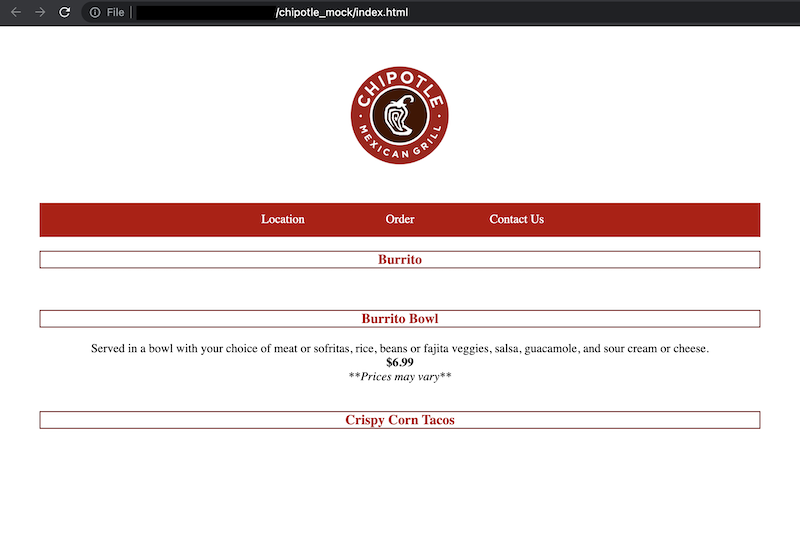 File /chipotle_mock/index.html
CHIPOTLE
MEXICAN GRILL
Location Order Contact Us
Burrito
Burrito Bowl
Served in a bowl with your choice of meat or sofritas, rice, beans or fajita veggies, salsa, guacamole, and sour cream or cheese.
$6.99
**Prices may vary**
Crispy Corn Tacos